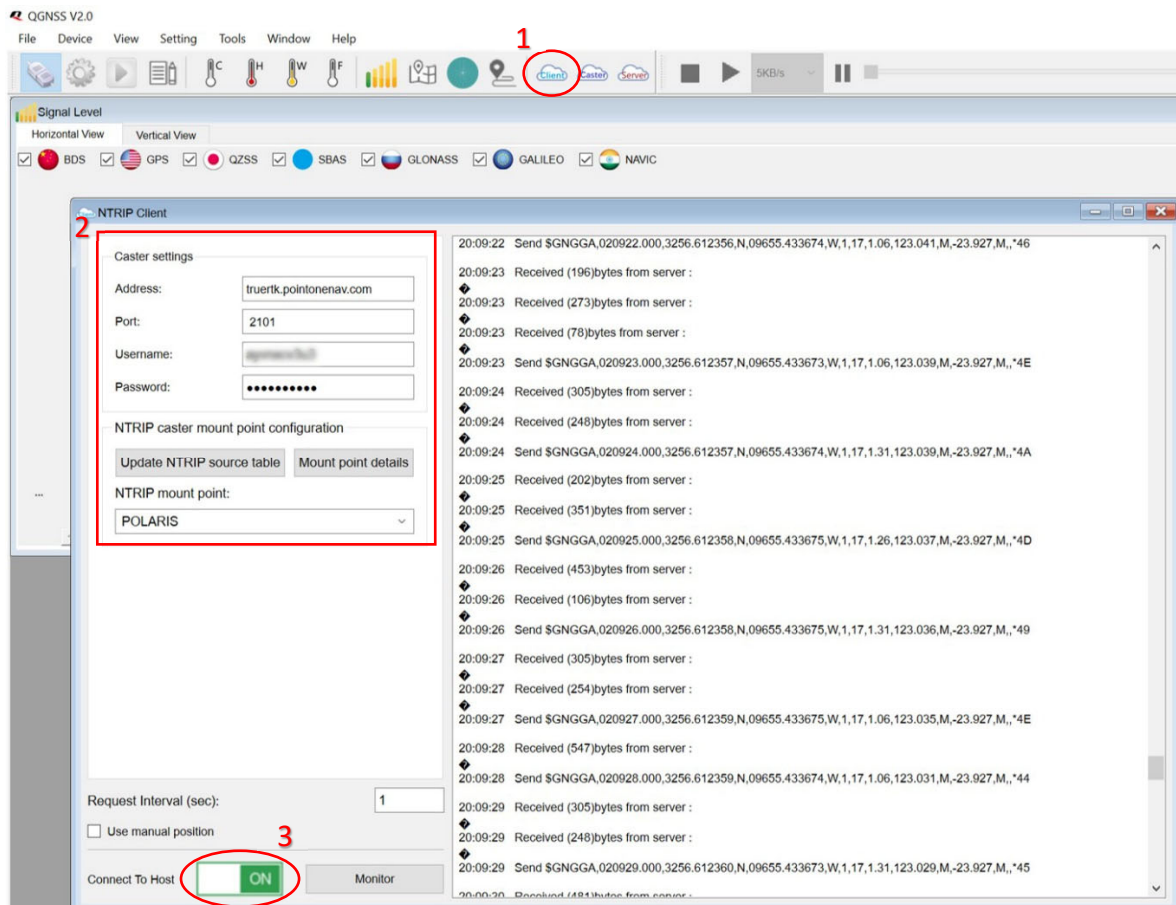 QGNSS V2.0
File Device View Setting Tools Window Help
1
C H W F Client Caster Server 5KB/s
Signal Level
Horizontal View Vertical View
BDS GPS QZSS SBAS GLONASS GALILEO NAVIC
NTRIP Client
2
Caster settings
Address: truertk.pointonenav.com
Port: 2101
Username:
Password: ••••••••••
NTRIP caster mount point configuration
Update NTRIP source table Mount point details
NTRIP mount point:
POLARIS
...
Request Interval (sec): 1
Use manual position
3
Connect To Host ON Monitor
20:09:22 Send $GNGGA,020922.000,3256.612356,N,09655.433674,W,1,17,1.06,123.041,M,-23.927,M,,*46
20:09:23 Received (196)bytes from server :
�
20:09:23 Received (273)bytes from server :
�
20:09:23 Received (78)bytes from server :
�
20:09:23 Send $GNGGA,020923.000,3256.612357,N,09655.433673,W,1,17,1.06,123.039,M,-23.927,M,,*4E
20:09:24 Received (305)bytes from server :
�
20:09:24 Received (248)bytes from server :
�
20:09:24 Send $GNGGA,020924.000,3256.612357,N,09655.433674,W,1,17,1.31,123.039,M,-23.927,M,,*4A
20:09:25 Received (202)bytes from server :
�
20:09:25 Received (351)bytes from server :
�
20:09:25 Send $GNGGA,020925.000,3256.612358,N,09655.433675,W,1,17,1.26,123.037,M,-23.927,M,,*4D
20:09:26 Received (453)bytes from server :
�
20:09:26 Received (106)bytes from server :
�
20:09:26 Send $GNGGA,020926.000,3256.612358,N,09655.433675,W,1,17,1.31,123.036,M,-23.927,M,,*49
20:09:27 Received (305)bytes from server :
�
20:09:27 Received (254)bytes from server :
�
20:09:27 Send $GNGGA,020927.000,3256.612359,N,09655.433675,W,1,17,1.06,123.035,M,-23.927,M,,*4E
20:09:28 Received (547)bytes from server :
�
20:09:28 Send $GNGGA,020928.000,3256.612359,N,09655.433674,W,1,17,1.06,123.031,M,-23.927,M,,*44
20:09:29 Received (305)bytes from server :
�
20:09:29 Received (248)bytes from server :
�
20:09:29 Send $GNGGA,020929.000,3256.612360,N,09655.433674,W,1,17,1.31,123.029,M,-23.927,M,,*45
20:09:30 Received (481)bytes from server :